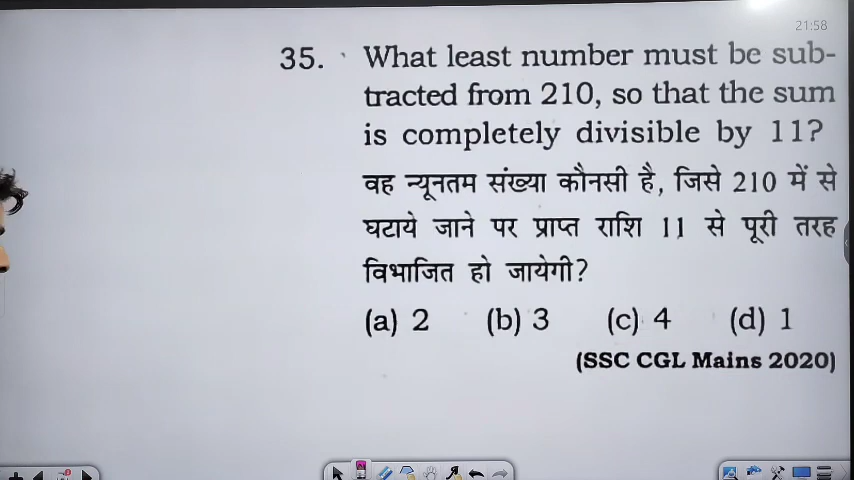 21:58
35. What least number must be sub-
tracted from 210, so that the sum
is completely divisible by 11?
वह न्यूनतम संख्या कौनसी है, जिसे 210 में से
घटाये जाने पर प्राप्त राशि 11 से पूरी तरह
विभाजित हो जायेगी?
(a) 2 (b) 3 (c) 4 (d) 1
(SSC CGL Mains 2020)